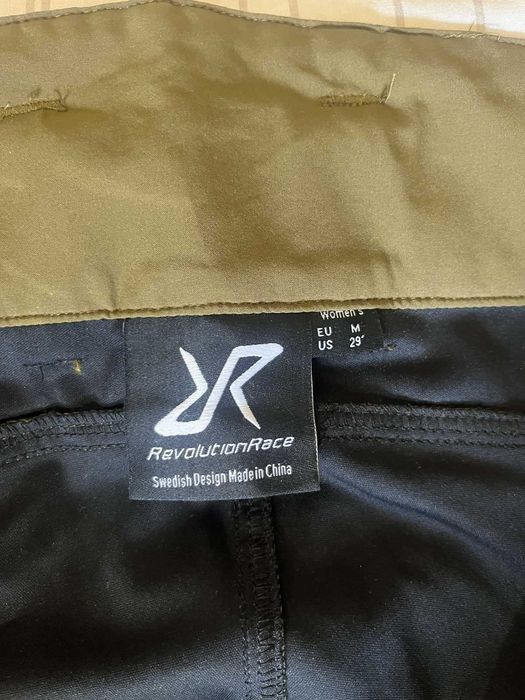 Women's
EU M
US 29"
RevolutionRace
Swedish Design Made in China